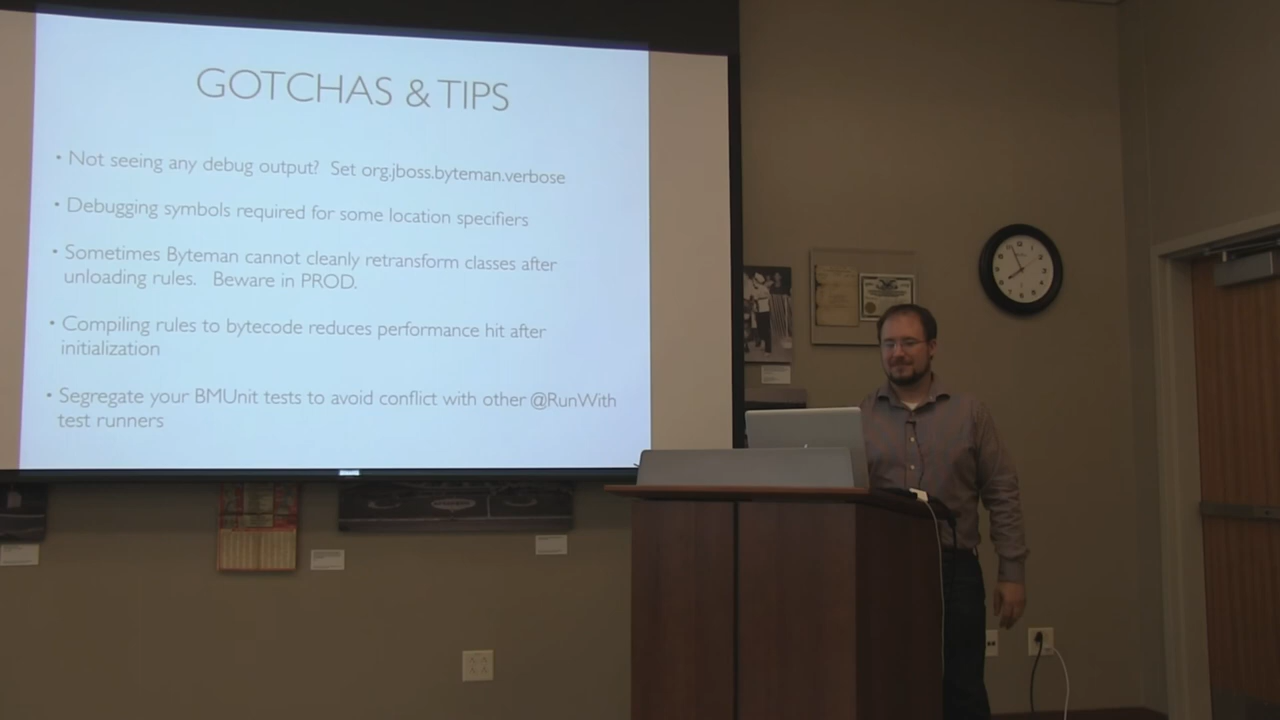 GOTCHAS & TIPS
• Not seeing any debug output? Set org.jboss.byteman.verbose
• Debugging symbols required for some location specifiers
• Sometimes Byteman cannot cleanly retransform classes after
unloading rules. Beware in PROD.
• Compiling rules to bytecode reduces performance hit after
initialization
• Segregate your BMUnit tests to avoid conflict with other @RunWith
test runners